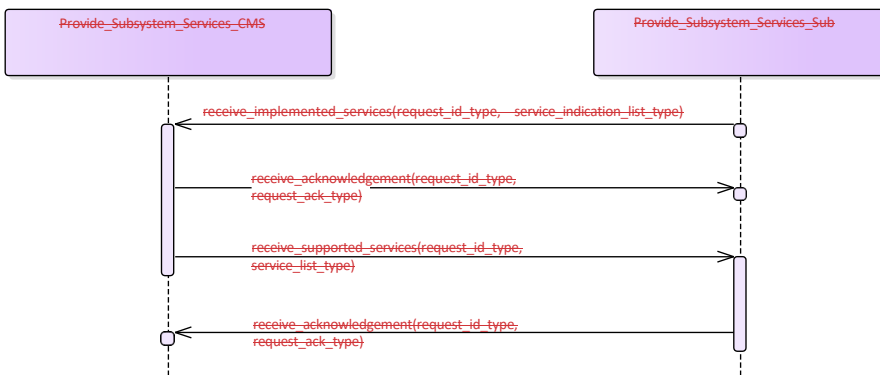 Provide_Subsystem_Services_CMS
Provide_Subsystem_Services_Sub
receive_implemented_services(request_id_type, service_indication_list_type)
receive_acknowledgement(request_id_type,
request_ack_type)
receive_supported_services(request_id_type,
service_list_type)
receive_acknowledgement(request_id_type,
request_ack_type)